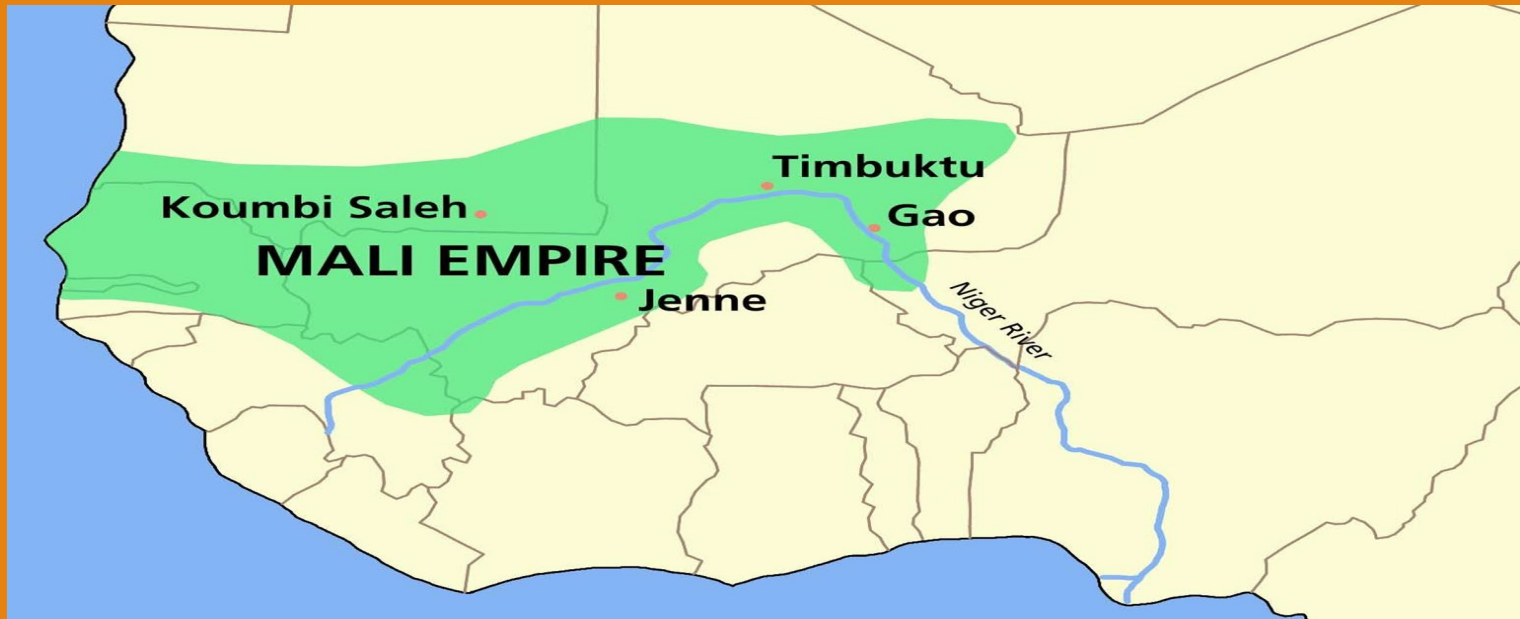 Timbuktu
Koumbi Saleh
Gao
MALI EMPIRE
Jenne
Niger River